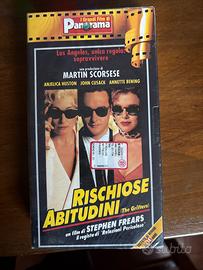 I Grandi Film di
Panorama
Los Angeles, unica regola:
sopravvivere
una produzione di
MARTIN SCORSESE
ANJELICA HUSTON JOHN CUSACK ANNETTE BENING
RISCHIOSE
ABITUDINI
(The Grifters)
un film di STEPHEN FREARS
il regista di "Relazioni Pericolose"
subito